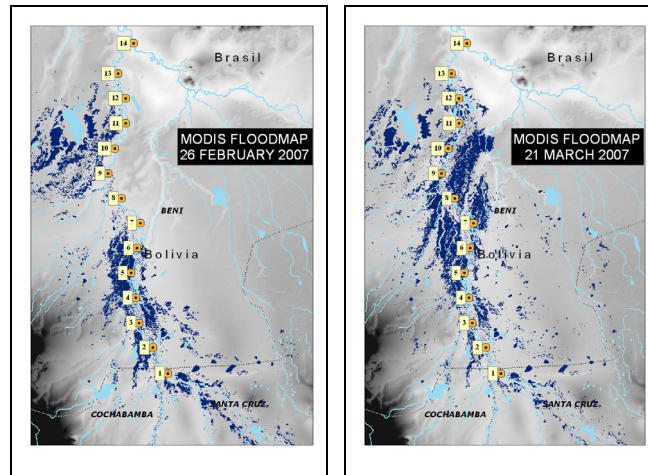 14
Brasil
13
12
11
MODIS FLOODMAP
26 FEBRUARY 2007
10
9
8
BENI
7
6
Bolivia
5
4
3
2
1
COCHABAMBA
SANTA CRUZ
14
Brasil
13
12
11
MODIS FLOODMAP
21 MARCH 2007
10
9
8
BENI
7
6
Bolivia
5
4
3
2
1
COCHABAMBA
SANTA CRUZ